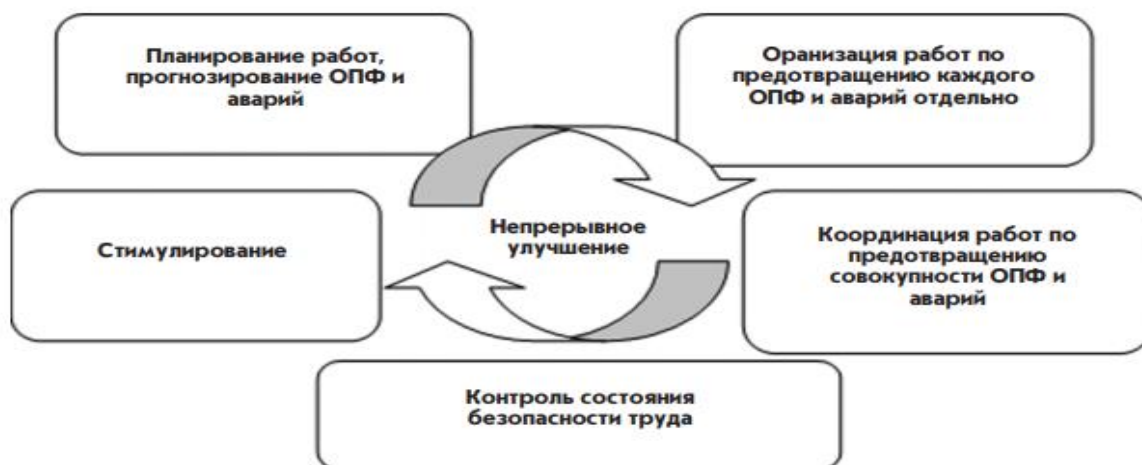 Планирование работ,
прогнозирование ОПФ и
аварий
Оранизация работ по
предотвращению каждого
ОПФ и аварий отдельно
Стимулирование
Непрерывное
улучшение
Координация работ по
предотвращению
совокупности ОПФ и
аварий
Контроль состояния
безопасности труда